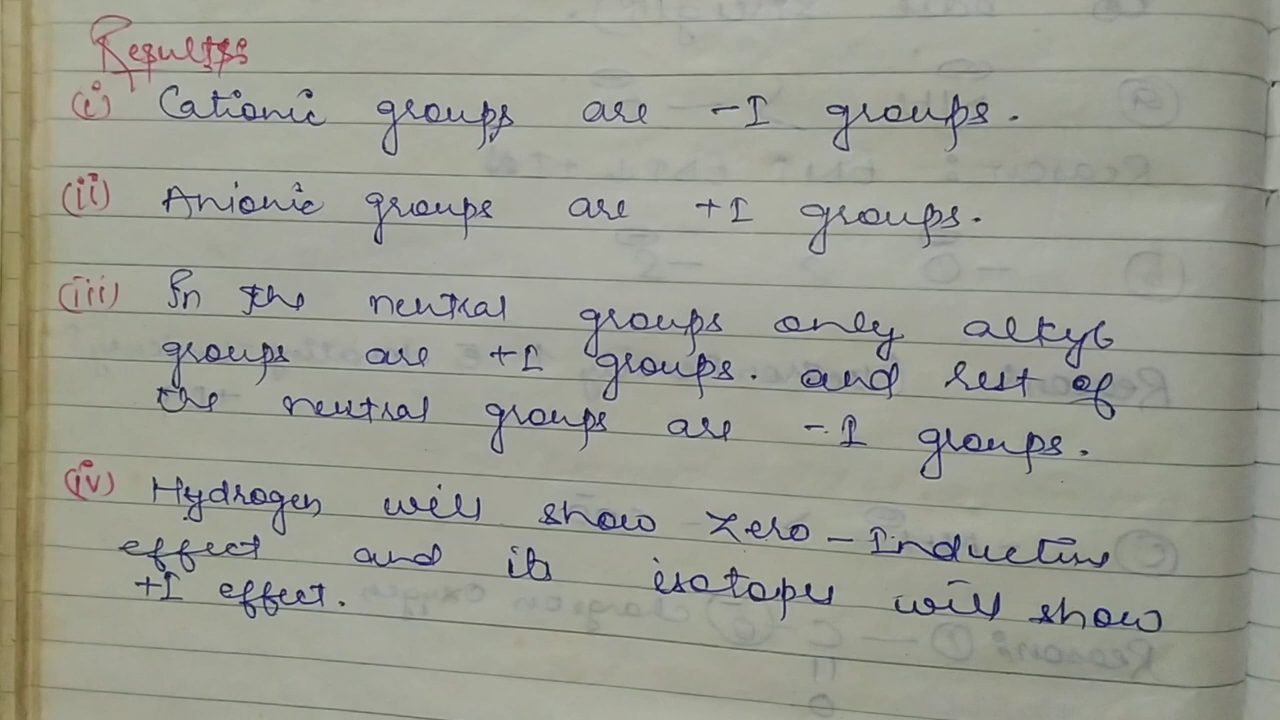 Results
(i) Cationic groups are -I groups.
(ii) Anionic groups are +I groups.
(iii) In the neutral groups only alkyl
groups are +I groups. and rest of
the neutral groups are -I groups.
(iv) Hydrogen will show zero-Inductive
effect and its isotopes will show
+I effect.